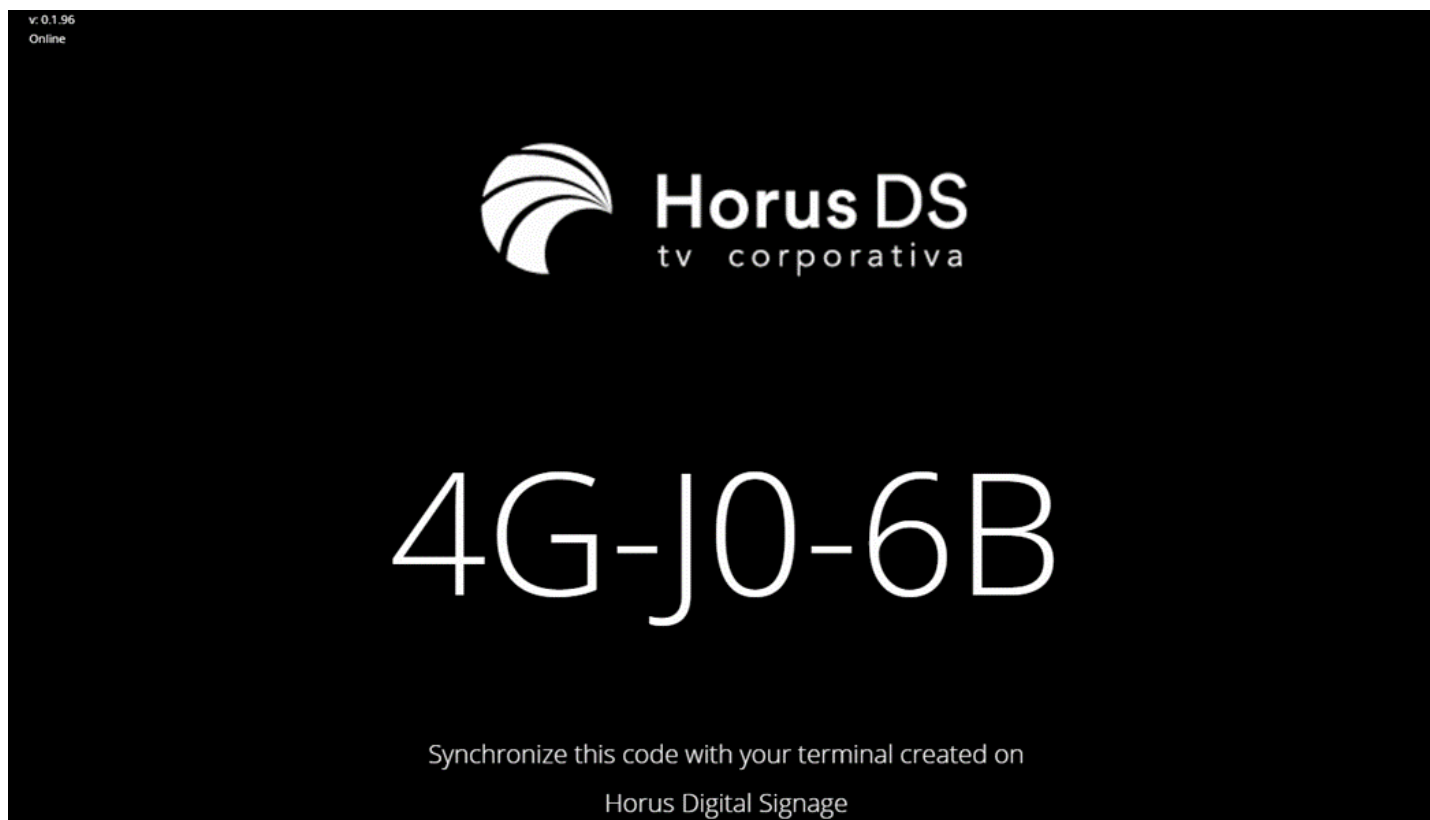 v: 0.1.96
Online
Horus DS
tv corporativa
4G-J0-6B
Synchronize this code with your terminal created on
Horus Digital Signage